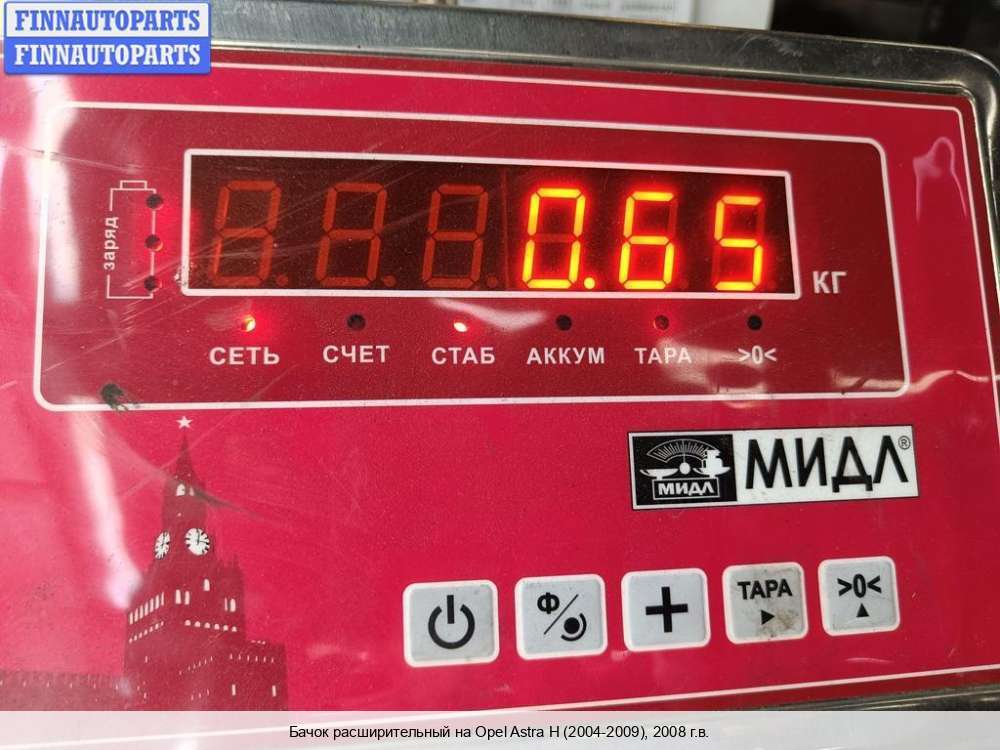 FINNAUTOPARTS
FINNAUTOPARTS
заряд
0.65
КГ
СЕТЬ СЧЕТ СТАБ АККУМ ТАРА >0<
МИДЛ
МИДЛ®
Ф
ТАРА
>0<
Бачок расширительный на Opel Astra H (2004-2009), 2008 г.в.